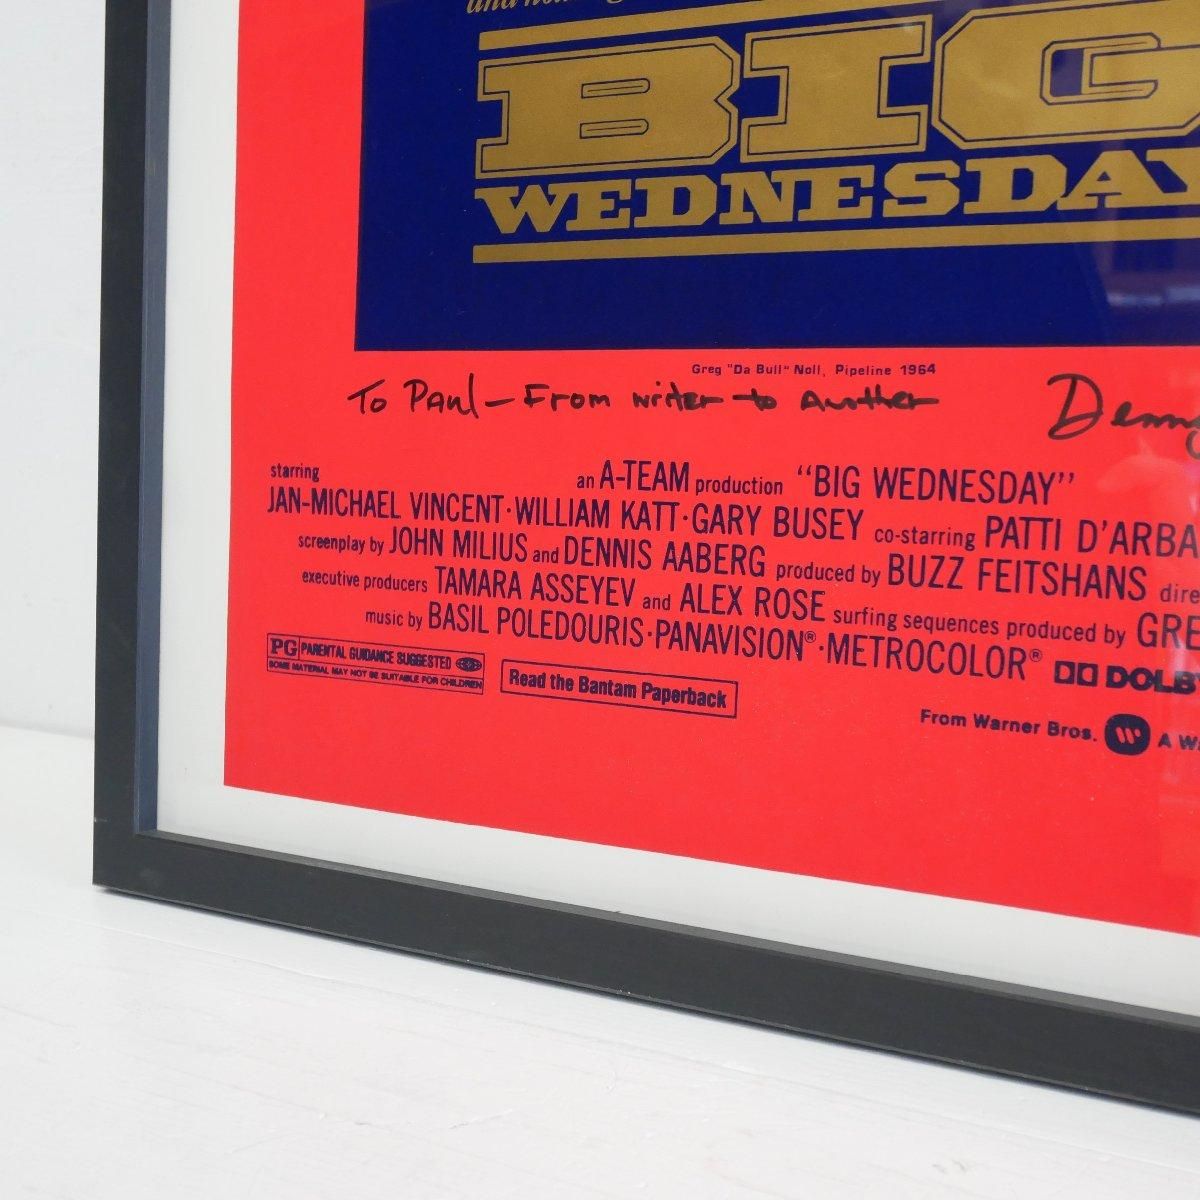 BIG
WEDNESDAY
Greg "Da Bull" Noll, Pipeline 1964
To Paul - From writer to Another
starring
an A-TEAM production "BIG WEDNESDAY"
JAN-MICHAEL VINCENT·WILLIAM KATT·GARY BUSEY co-starring PATTI D'ARBA
screenplay by JOHN MILIUS and DENNIS AABERG produced by BUZZ FEITSHANS dire
executive producers TAMARA ASSEYEV and ALEX ROSE surfing sequences produced by GRE
music by BASIL POLEDOURIS·PANAVISION®·METROCOLOR® DOLBY
PG PARENTAL GUIDANCE SUGGESTED
SOME MATERIAL MAY NOT BE SUITABLE FOR CHILDREN
Read the Bantam Paperback
From Warner Bros. A W